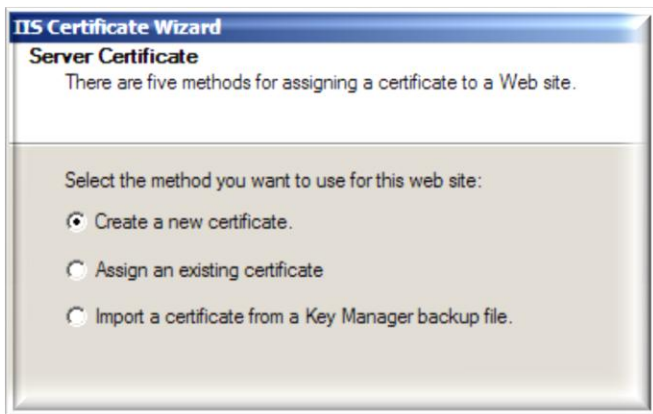 IIS Certificate Wizard
Server Certificate
There are five methods for assigning a certificate to a Web site.
Select the method you want to use for this web site:
Create a new certificate.
Assign an existing certificate
Import a certificate from a Key Manager backup file.